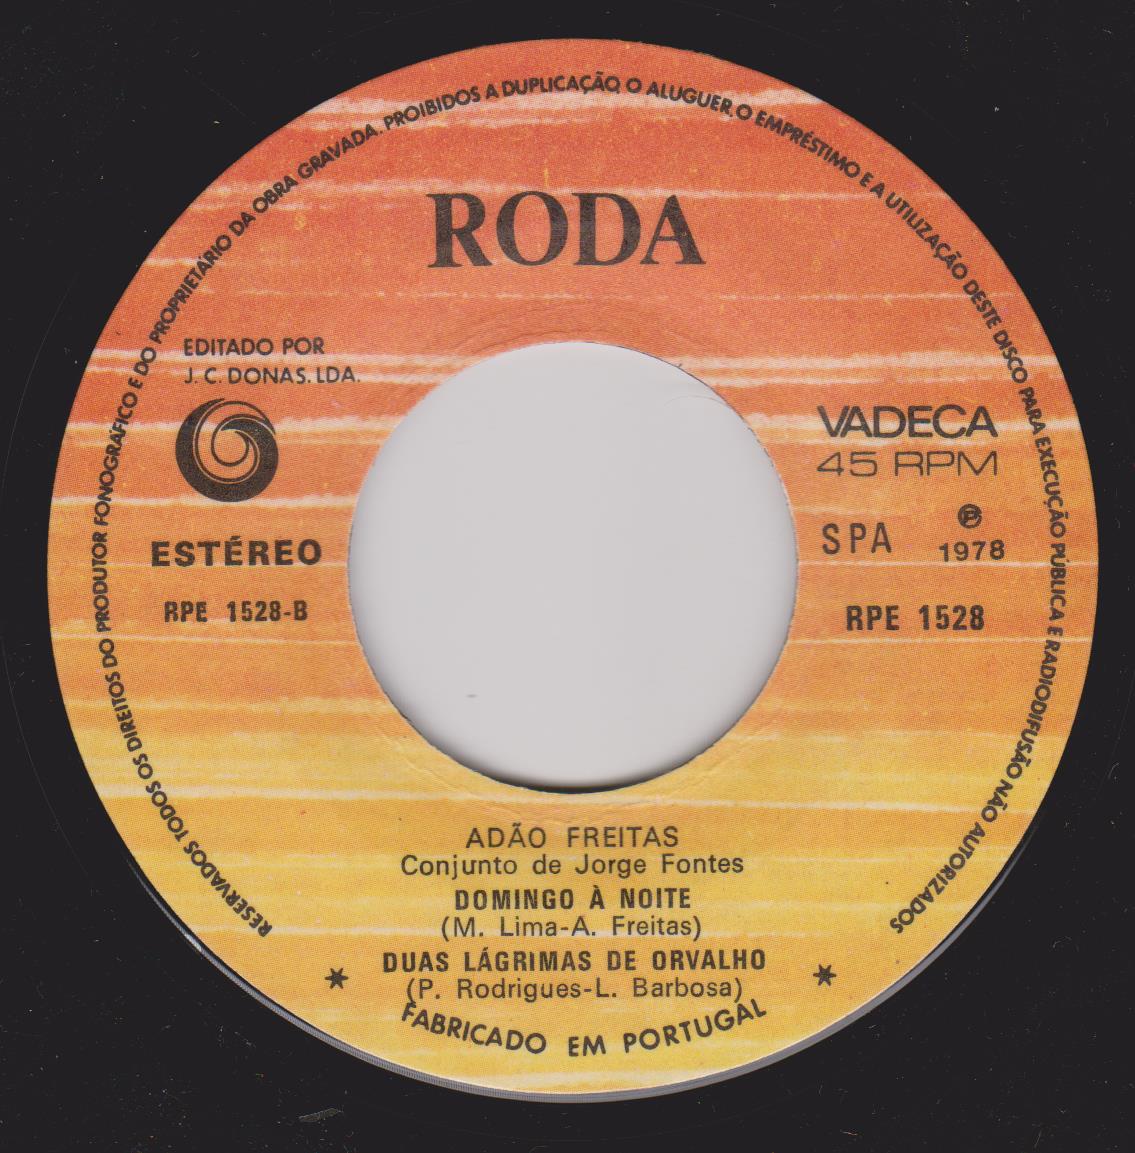 RESERVADOS TODOS OS DIREITOS DO PRODUTOR FONOGRÁFICO E DO PROPRIETÁRIO DA OBRA GRAVADA. PROIBIDOS A DUPLICAÇÃO, O ALUGUER, O EMPRÉSTIMO E A UTILIZAÇÃO DESTE DISCO PARA EXECUÇÃO PÚBLICA E RADIODIFUSÃO NÃO AUTORIZADOS
RODA
EDITADO POR
J. C. DONAS. LDA.
VADECA
45 RPM
ESTÉREO
SPA
℗
1978
RPE 1528-B
RPE 1528
ADÃO FREITAS
Conjunto de Jorge Fontes
DOMINGO À NOITE
(M. Lima-A. Freitas)
DUAS LÁGRIMAS DE ORVALHO
(P. Rodrigues-L. Barbosa)
* FABRICADO EM PORTUGAL *